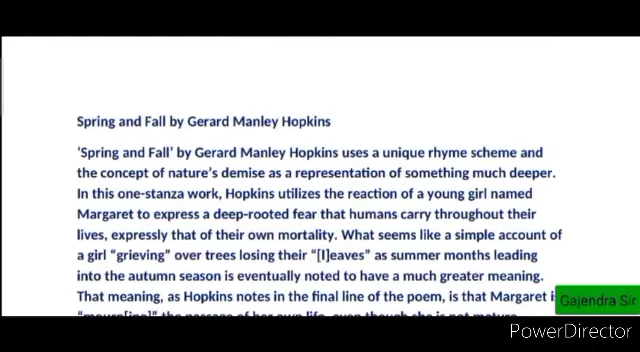 Spring and Fall by Gerard Manley Hopkins
‘Spring and Fall’ by Gerard Manley Hopkins uses a unique rhyme scheme and
the concept of nature’s demise as a representation of something much deeper.
In this one-stanza work, Hopkins utilizes the reaction of a young girl named
Margaret to express a deep-rooted fear that humans carry throughout their
lives, expressly that of their own mortality. What seems like a simple account of
a girl “grieving” over trees losing their “[l]eaves” as summer months leading
into the autumn season is eventually noted to have a much greater meaning.
That meaning, as Hopkins notes in the final line of the poem, is that Margaret
Gajendra Sir
PowerDirector